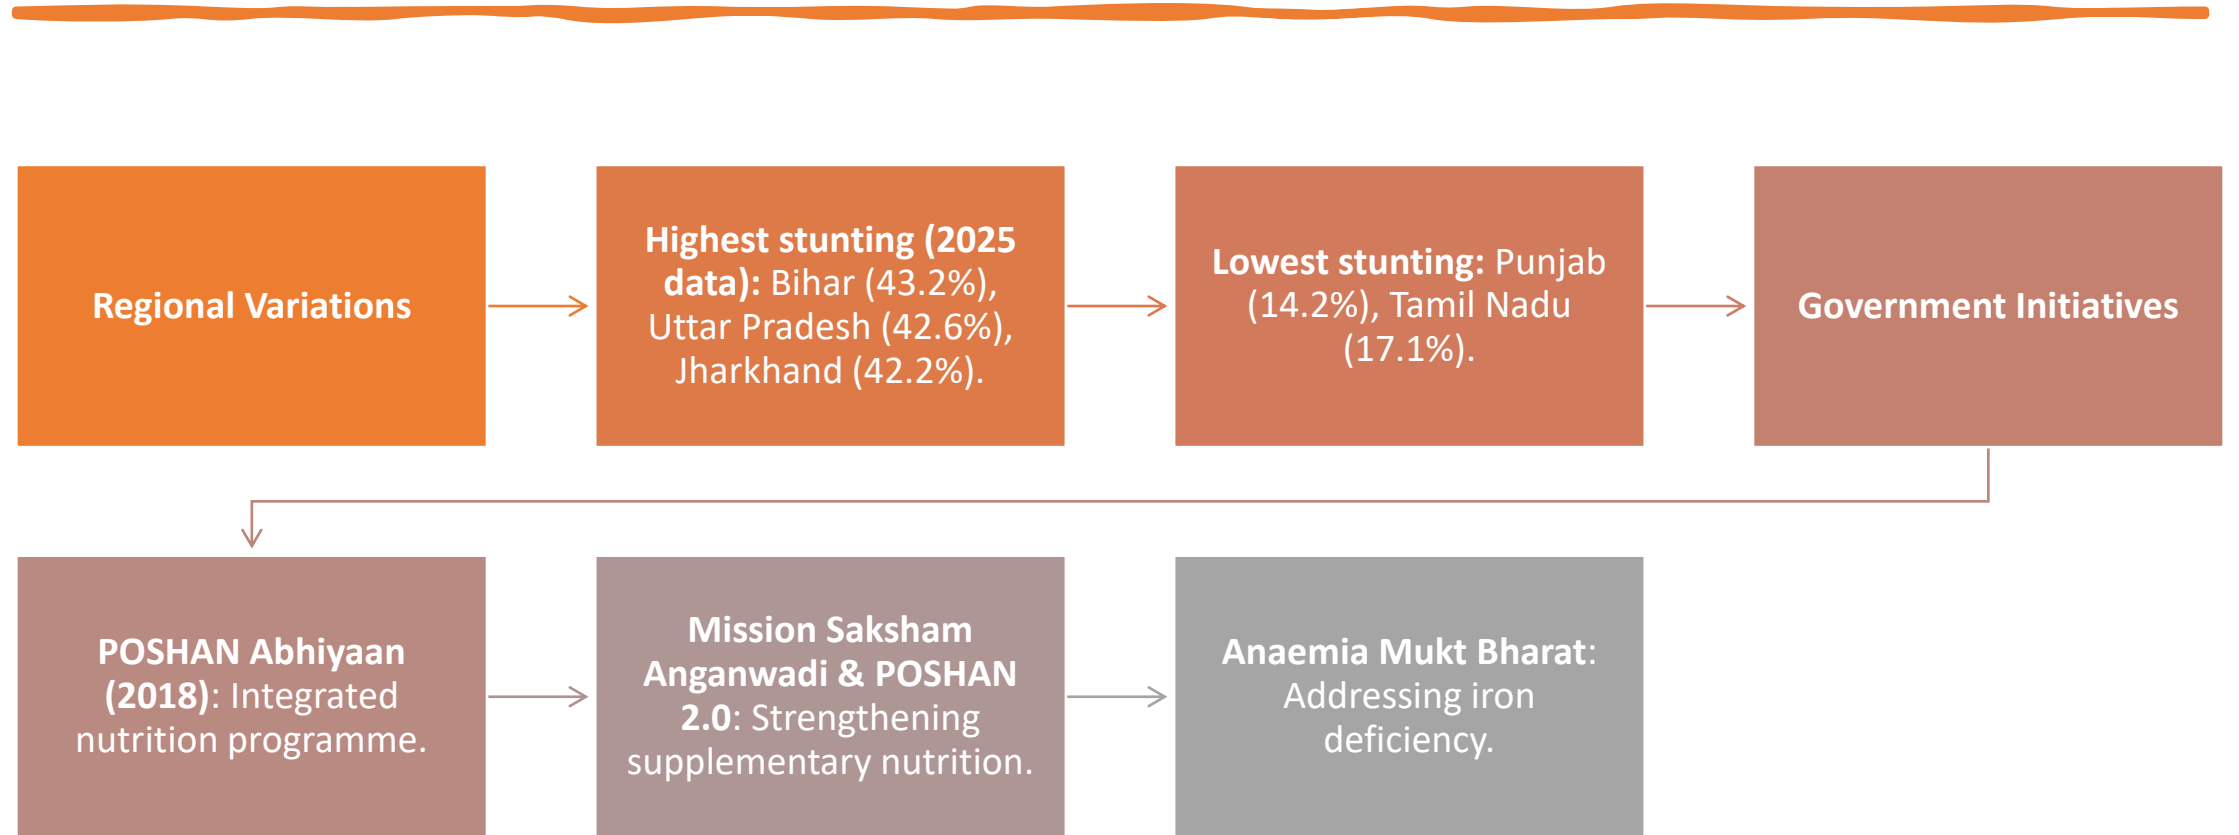 Regional Variations
Highest stunting (2025
data): Bihar (43.2%),
Uttar Pradesh (42.6%),
Jharkhand (42.2%).
Lowest stunting: Punjab
(14.2%), Tamil Nadu
(17.1%).
Government Initiatives
POSHAN Abhiyaan
(2018): Integrated
nutrition programme.
Mission Saksham
Anganwadi & POSHAN
2.0: Strengthening
supplementary nutrition.
Anaemia Mukt Bharat:
Addressing iron
deficiency.